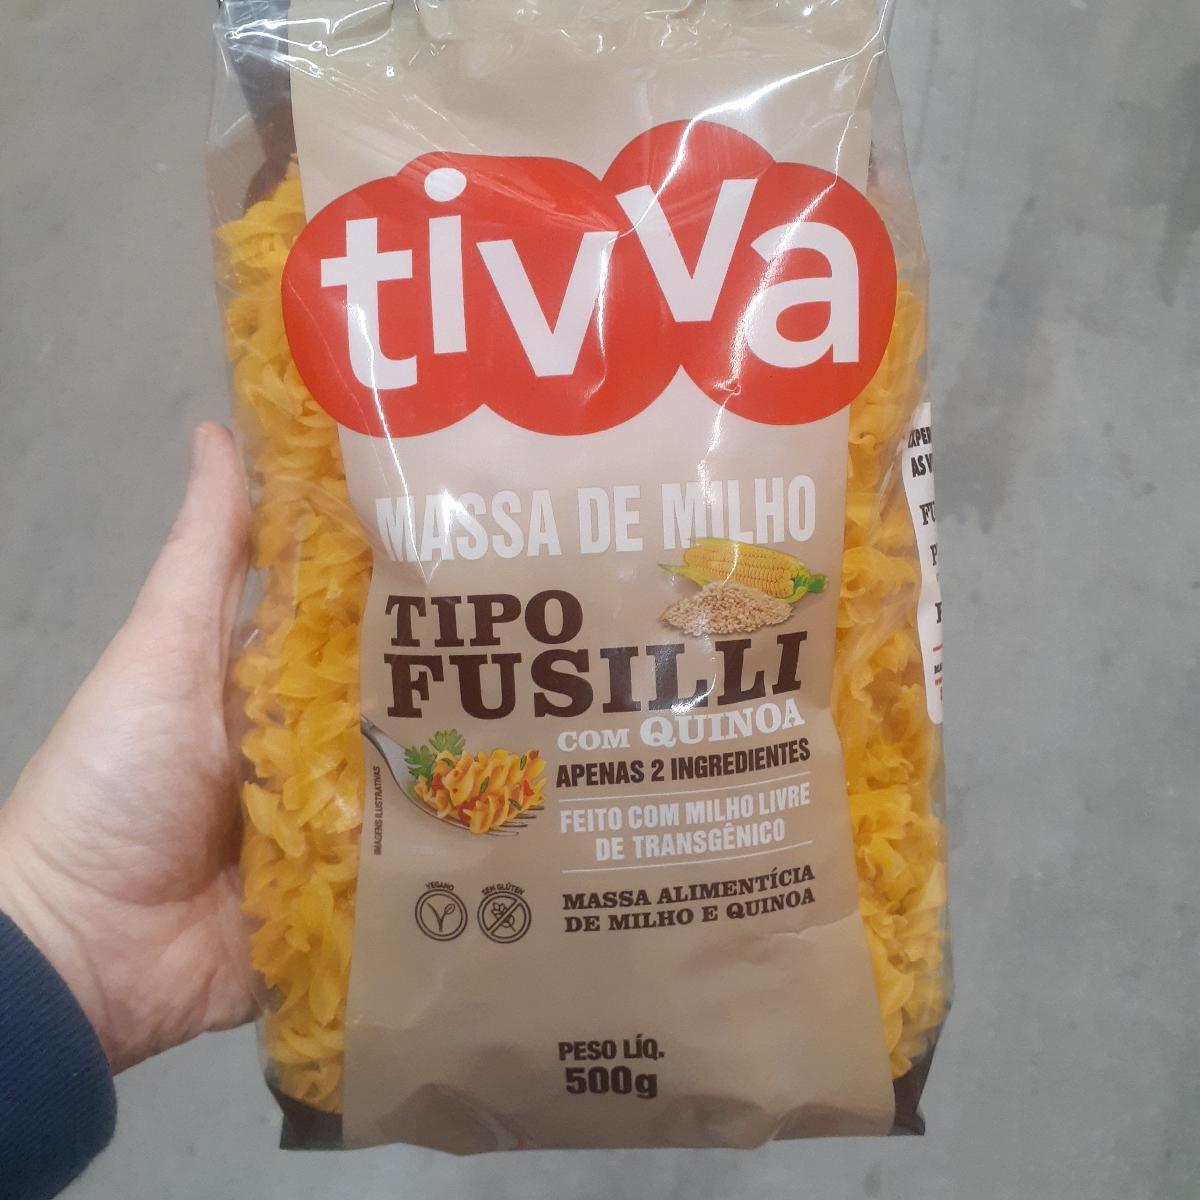 tivva
MASSA DE MILHO
TIPO
FUSILLI
COM QUINOA
APENAS 2 INGREDIENTES
FEITO COM MILHO LIVRE
DE TRANSGÊNICO
MASSA ALIMENTÍCIA
DE MILHO E QUINOA
IMAGENS ILUSTRATIVAS
VEGANO
SEM GLÚTEN
PESO LÍQ.
500g
AS